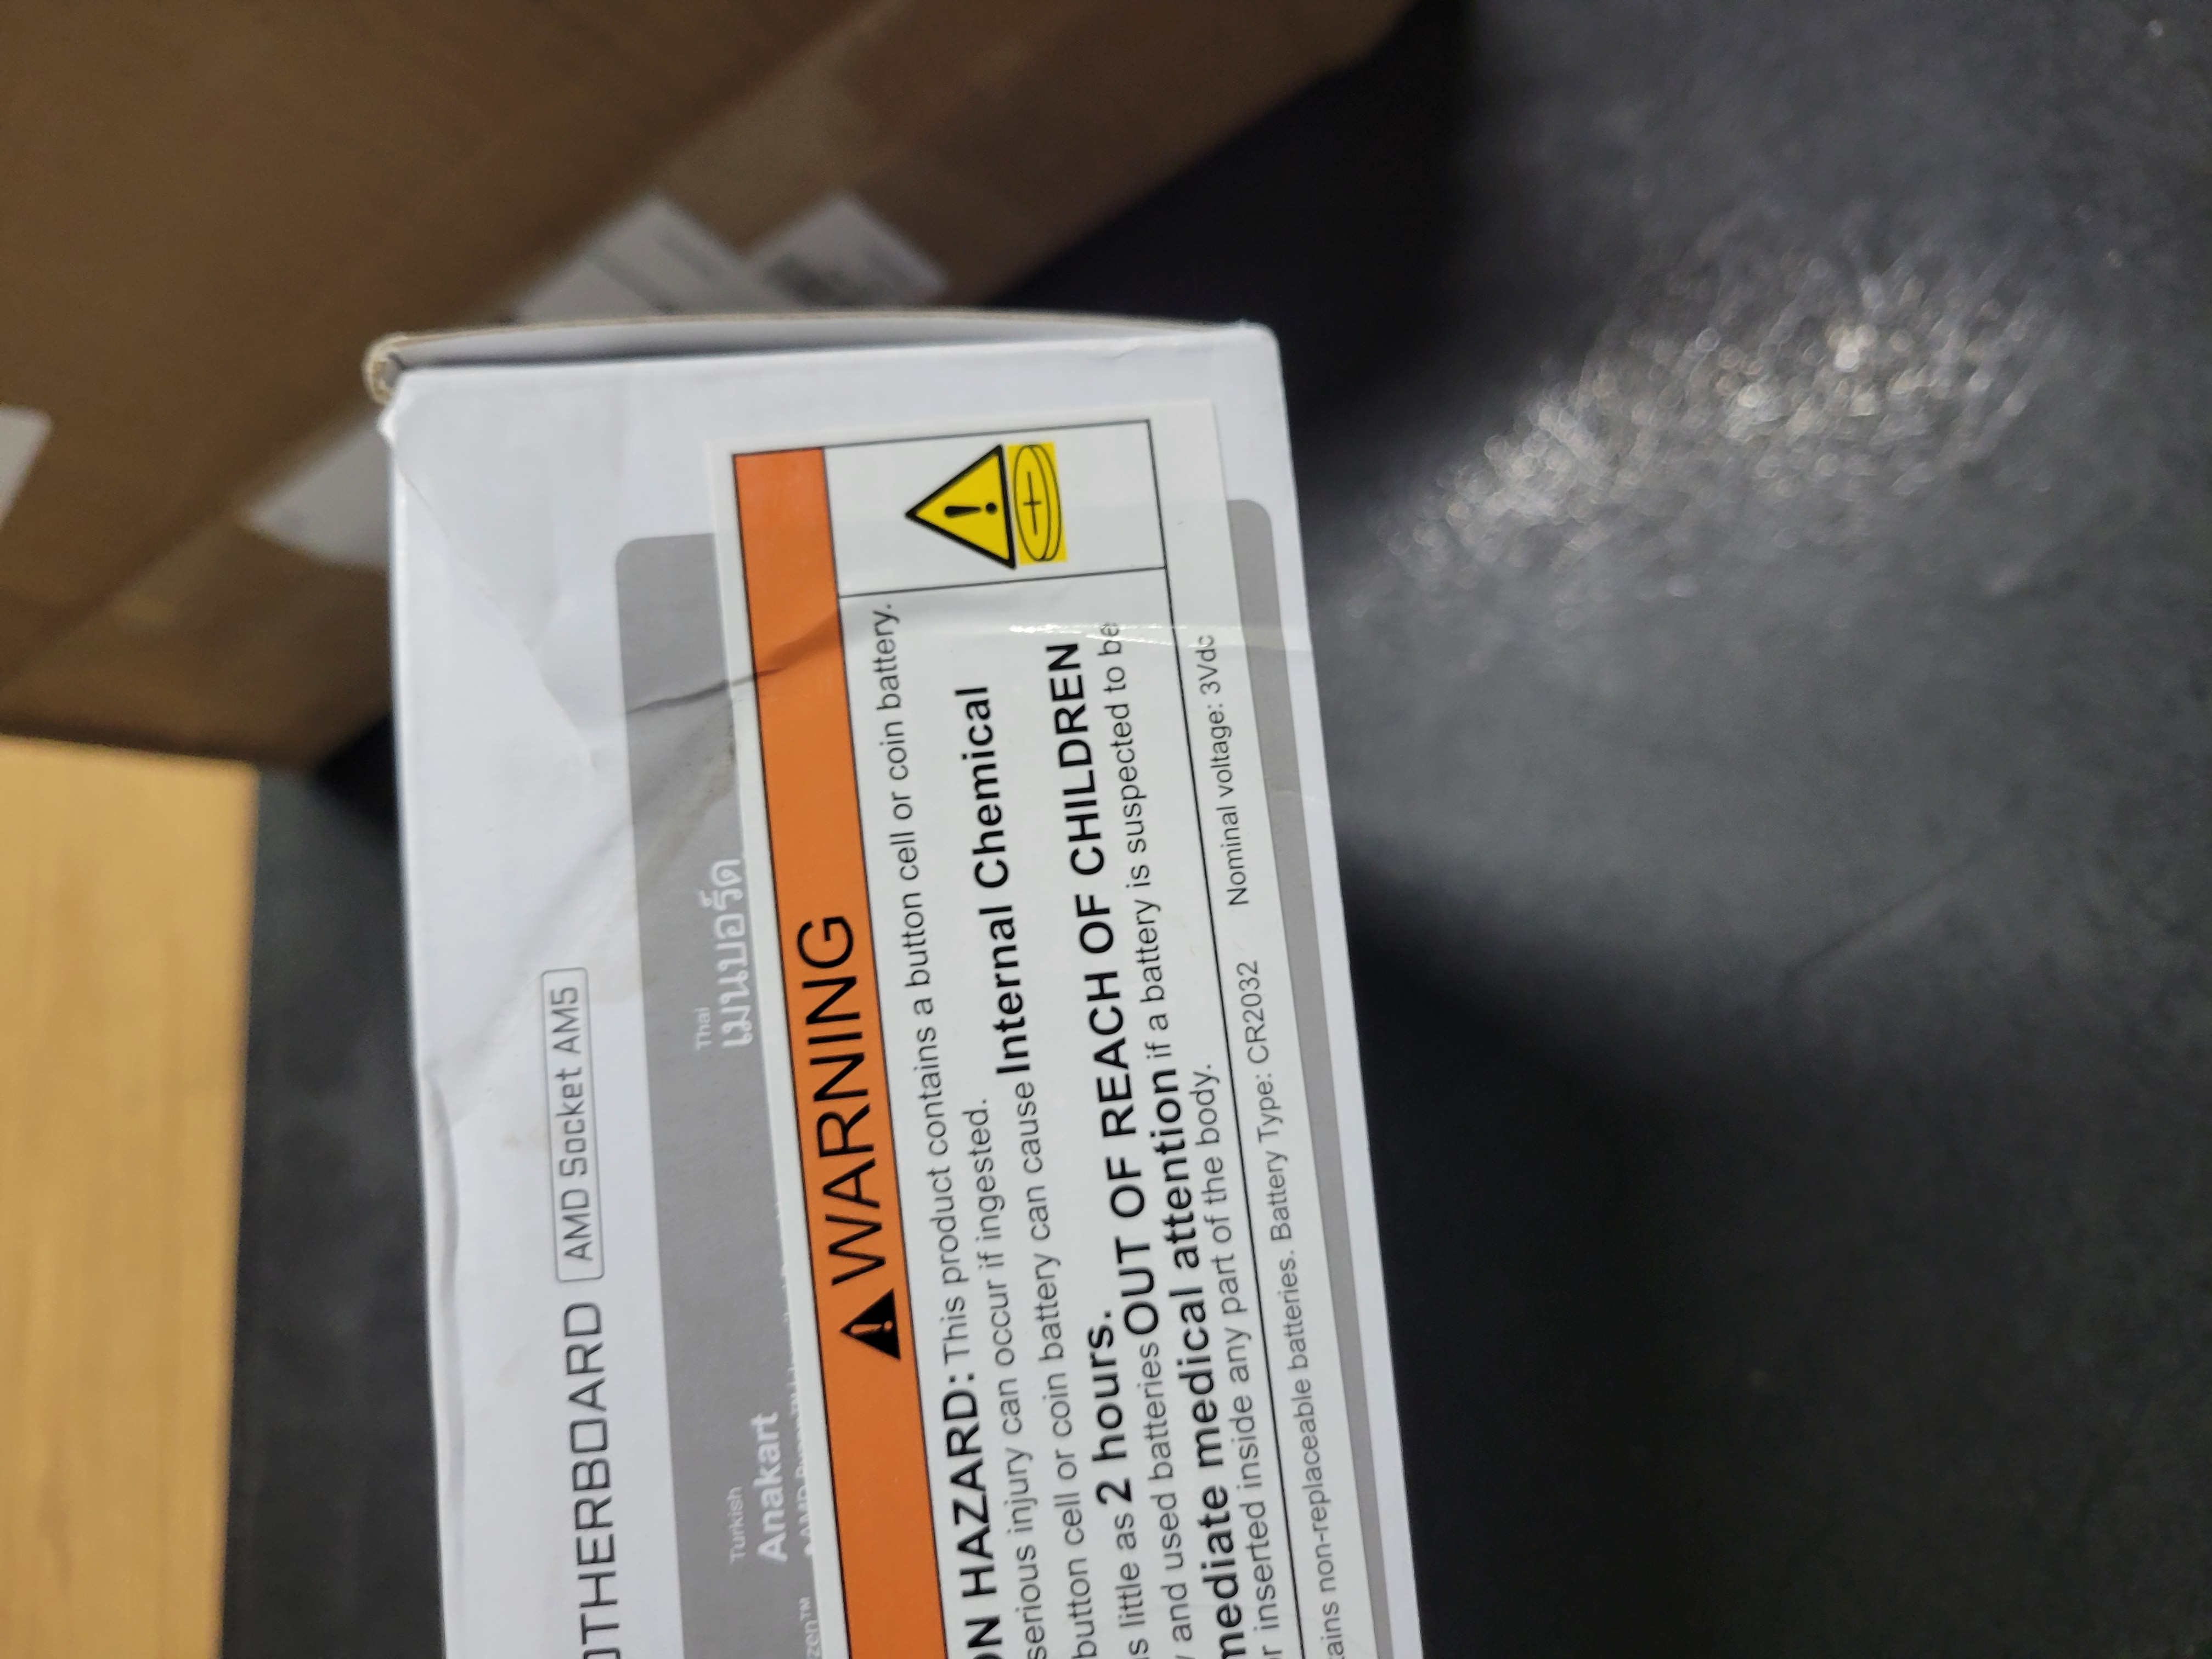 OTHERBOARD AMD Socket AM5
Thai
เมนบอร์ด
Turkish
Anakart
zen™
WARNING
ON HAZARD: This product contains a button cell or coin battery.
serious injury can occur if ingested.
button cell or coin battery can cause Internal Chemical
s little as 2 hours.
and used batteries OUT OF REACH OF CHILDREN
mediate medical attention if a battery is suspected to be
r inserted inside any part of the body.
ains non-replaceable batteries. Battery Type: CR2032 Nominal voltage: 3Vdc